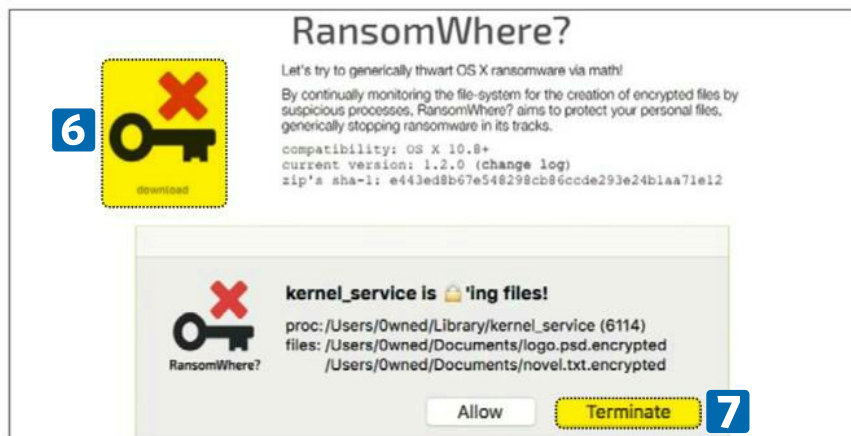 RansomWhere?
Let's try to generically thwart OS X ransomware via math!
By continually monitoring the file-system for the creation of encrypted files by
suspicious processes, RansomWhere? aims to protect your personal files,
generically stopping ransomware in its tracks.
compatibility: OS X 10.8+
current version: 1.2.0 (change log)
zip's sha-1: e443ed8b67e548298cb86ccde293e24b1aa71e12
6
download
kernel_service is 🔒'ing files!
proc: /Users/0wned/Library/kernel_service (6114)
files: /Users/0wned/Documents/logo.psd.encrypted
/Users/0wned/Documents/novel.txt.encrypted
RansomWhere?
Allow
Terminate
7